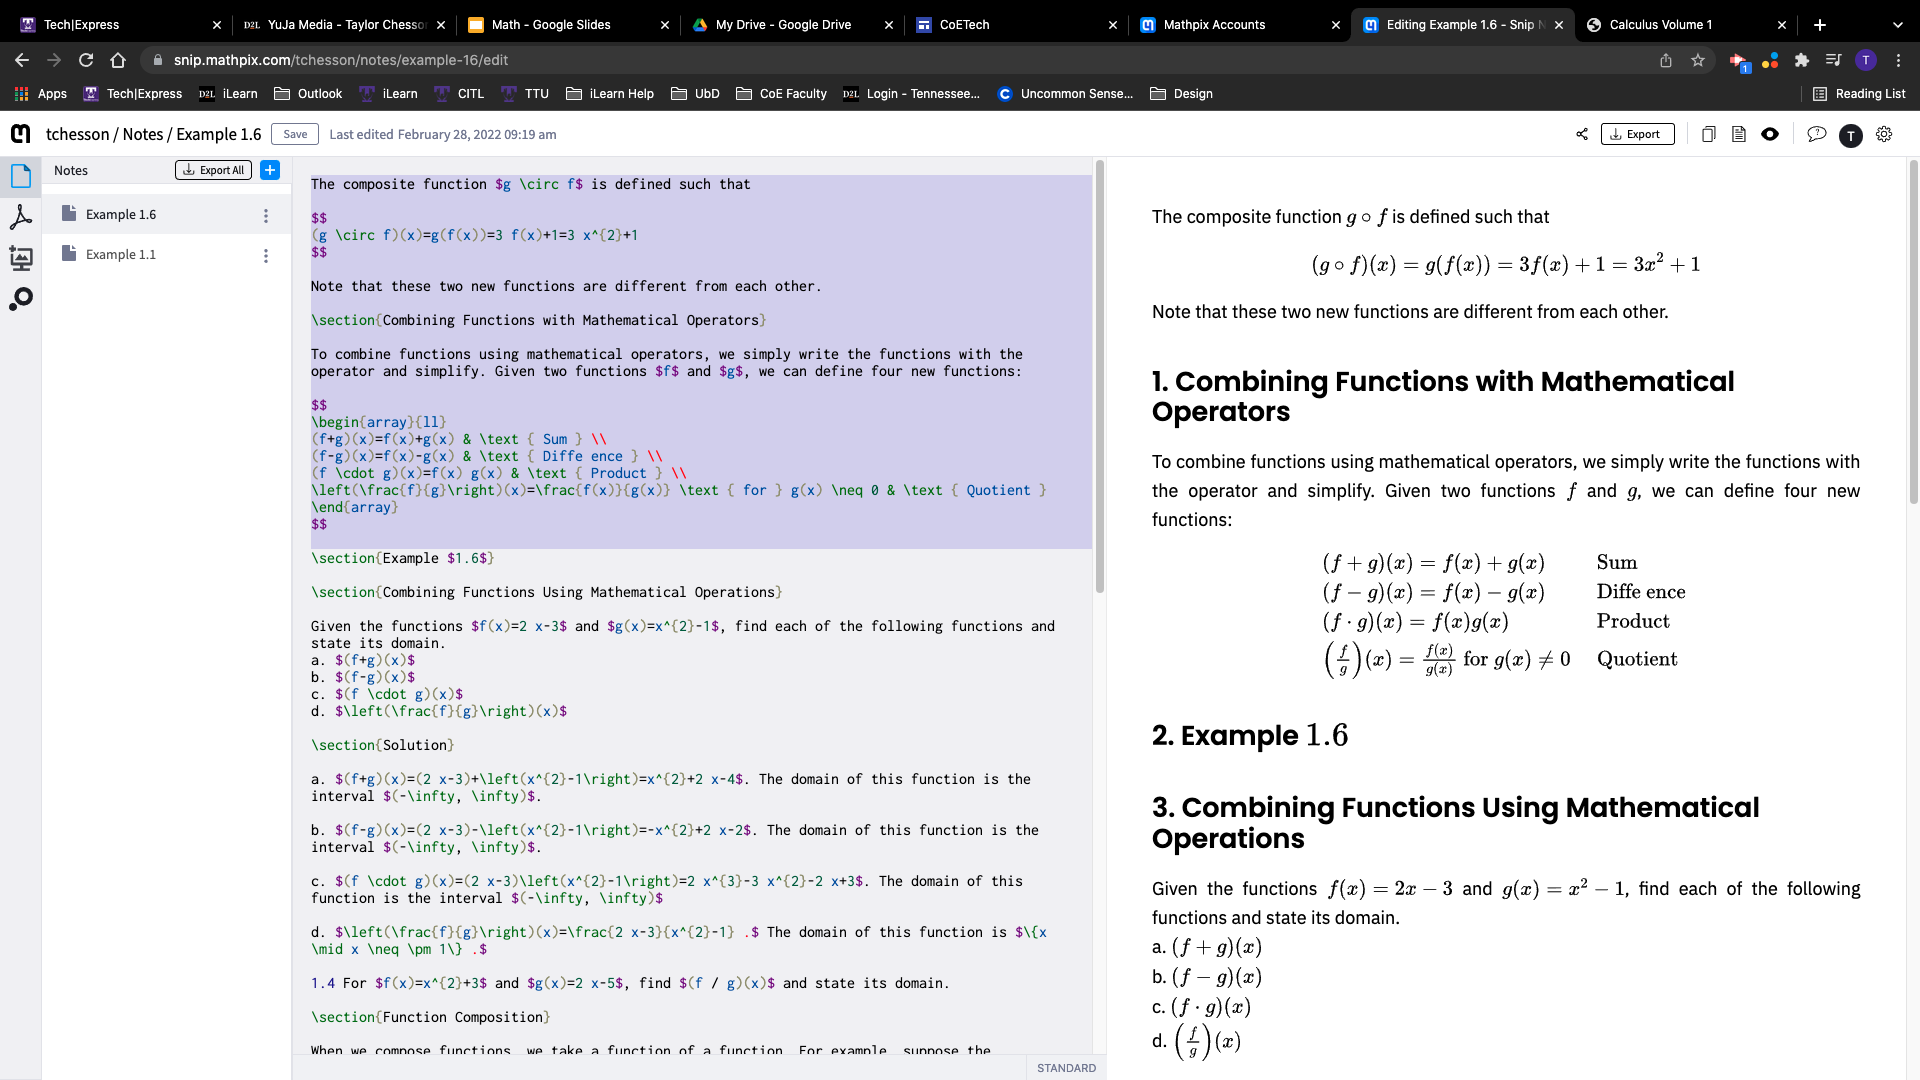 Tech|Express
D2L YuJa Media - Taylor Chesso
Math - Google Slides
My Drive - Google Drive
CoETech
Mathpix Accounts
Editing Example 1.6 - Snip N
Calculus Volume 1
snip.mathpix.com/tchesson/notes/example-16/edit
1
T
Apps Tech|Express D2L iLearn Outlook iLearn CITL TTU iLearn Help UbD CoE Faculty D2L Login - Tennessee... C Uncommon Sense... Design Reading List
tchesson / Notes / Example 1.6 Save Last edited February 28, 2022 09:19 am Export T
Notes Export All +
Example 1.6
Example 1.1
The composite function $g \circ f$ is defined such that
$$
(g \circ f)(x)=g(f(x))=3 f(x)+1=3 x^{2}+1
$$
Note that these two new functions are different from each other.
\section{Combining Functions with Mathematical Operators}
To combine functions using mathematical operators, we simply write the functions with the
operator and simplify. Given two functions $f$ and $g$, we can define four new functions:
$$
\begin{array}{ll}
(f+g)(x)=f(x)+g(x) & \text { Sum } \\
(f-g)(x)=f(x)-g(x) & \text { Diffe ence } \\
(f \cdot g)(x)=f(x) g(x) & \text { Product } \\
\left(\frac{f}{g}\right)(x)=\frac{f(x)}{g(x)} \text { for } g(x) \neq 0 & \text { Quotient }
\end{array}
$$
\section{Example $1.6$}
\section{Combining Functions Using Mathematical Operations}
Given the functions $f(x)=2 x-3$ and $g(x)=x^{2}-1$, find each of the following functions and
state its domain.
a. $(f+g)(x)$
b. $(f-g)(x)$
c. $(f \cdot g)(x)$
d. $\left(\frac{f}{g}\right)(x)$
\section{Solution}
a. $(f+g)(x)=(2 x-3)+\left(x^{2}-1\right)=x^{2}+2 x-4$. The domain of this function is the
interval $(-\infty, \infty)$.
b. $(f-g)(x)=(2 x-3)-\left(x^{2}-1\right)=-x^{2}+2 x-2$. The domain of this function is the
interval $(-\infty, \infty)$.
c. $(f \cdot g)(x)=(2 x-3)\left(x^{2}-1\right)=2 x^{3}-3 x^{2}-2 x+3$. The domain of this
function is the interval $(-\infty, \infty)$
d. $\left(\frac{f}{g}\right)(x)=\frac{2 x-3}{x^{2}-1} .$ The domain of this function is $\{x
\mid x \neq \pm 1\} .$
1.4 For $f(x)=x^{2}+3$ and $g(x)=2 x-5$, find $(f / g)(x)$ and state its domain.
\section{Function Composition}
When we compose functions, we take a function of a function. For example, suppose the
STANDARD
The composite function g ∘ f is defined such that
(g ∘ f)(x) = g(f(x)) = 3f(x) + 1 = 3x² + 1
Note that these two new functions are different from each other.
1. Combining Functions with Mathematical
Operators
To combine functions using mathematical operators, we simply write the functions with
the operator and simplify. Given two functions f and g, we can define four new
functions:
(f + g)(x) = f(x) + g(x) Sum
(f − g)(x) = f(x) − g(x) Diffe ence
(f · g)(x) = f(x)g(x) Product
(f/g)(x) = f(x)/g(x) for g(x) ≠ 0 Quotient
2. Example 1.6
3. Combining Functions Using Mathematical
Operations
Given the functions f(x) = 2x − 3 and g(x) = x² − 1, find each of the following
functions and state its domain.
a. (f + g)(x)
b. (f − g)(x)
c. (f · g)(x)
d. (f/g)(x)